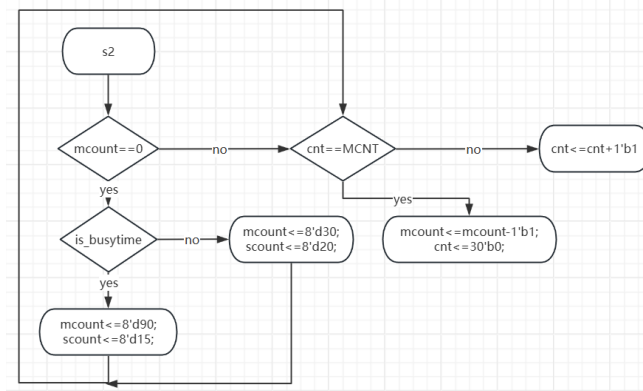 s2
mcount==0
no
cnt==MCNT
no
cnt<=cnt+1'b1
yes
yes
is_busytime
no
mcount<=8'd30;
scount<=8'd20;
mcount<=mcount-1'b1;
cnt<=30'b0;
yes
mcount<=8'd90;
scount<=8'd15;